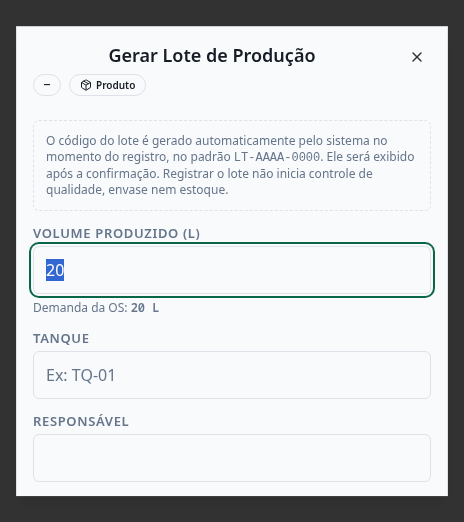 Gerar Lote de Produção
–
Produto
O código do lote é gerado automaticamente pelo sistema no
momento do registro, no padrão LT-AAAA-0000. Ele será exibido
após a confirmação. Registrar o lote não inicia controle de
qualidade, envase nem estoque.
VOLUME PRODUZIDO (L)
20
Demanda da OS: 20 L
TANQUE
Ex: TQ-01
RESPONSÁVEL